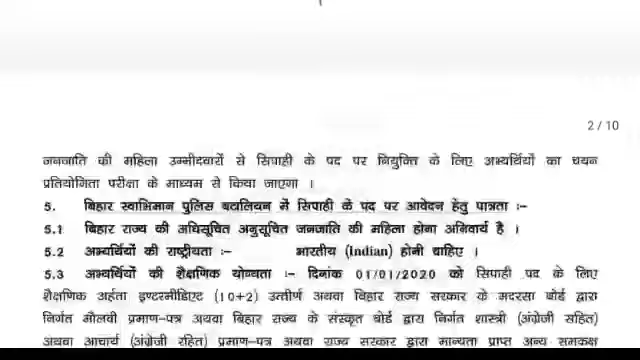 2 / 10
जनजाति की महिला उम्मीदवारों से सिपाही के पद पर नियुक्ति के लिए अभ्यर्थियों का चयन
प्रतियोगिता परीक्षा के माध्यम से किया जाएगा ।
5. बिहार स्वाभिमान पुलिस बटालियन में सिपाही के पद पर आवेदन हेतु पात्रता :-
5.1 बिहार राज्य की अधिसूचित अनुसूचित जनजाति की महिला होना अनिवार्य है ।
5.2 अभ्यर्थियों की राष्ट्रीयता :- भारतीय (Indian) होनी चाहिए ।
5.3 अभ्यर्थियों की शैक्षणिक योग्यता :- दिनांक 01/01/2020 को सिपाही पद के लिए
शैक्षणिक अर्हता इण्टरमीडिएट (10+2) उत्तीर्ण अथवा बिहार राज्य सरकार के मदरसा बोर्ड द्वारा
निर्गत मौलवी प्रमाण-पत्र अथवा बिहार राज्य के संस्कृत बोर्ड द्वारा निर्गत शास्त्री (अंग्रेजी सहित)
अथवा आचार्य (अंग्रेजी रहित) प्रमाण-पत्र अथवा राज्य सरकार द्वारा मान्यता प्राप्त अन्य समकक्ष